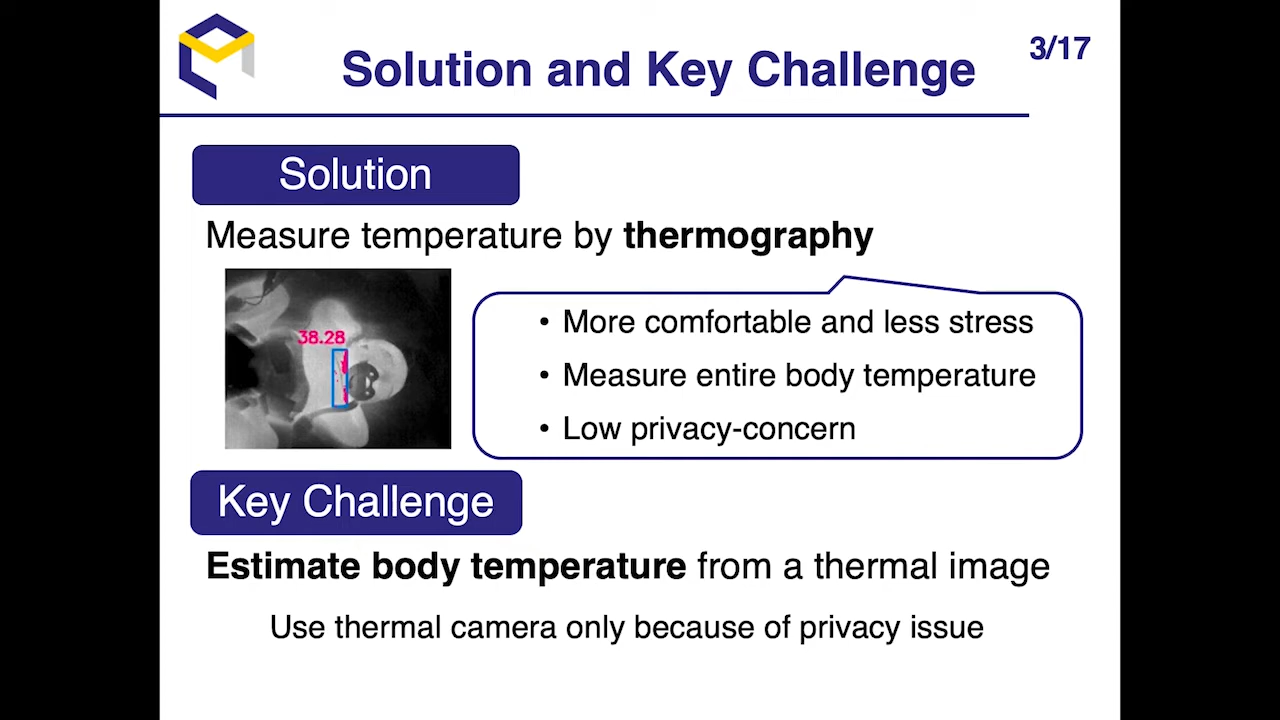 Solution and Key Challenge
3/17
Solution
Measure temperature by thermography
38.28
• More comfortable and less stress
• Measure entire body temperature
• Low privacy-concern
Key Challenge
Estimate body temperature from a thermal image
Use thermal camera only because of privacy issue